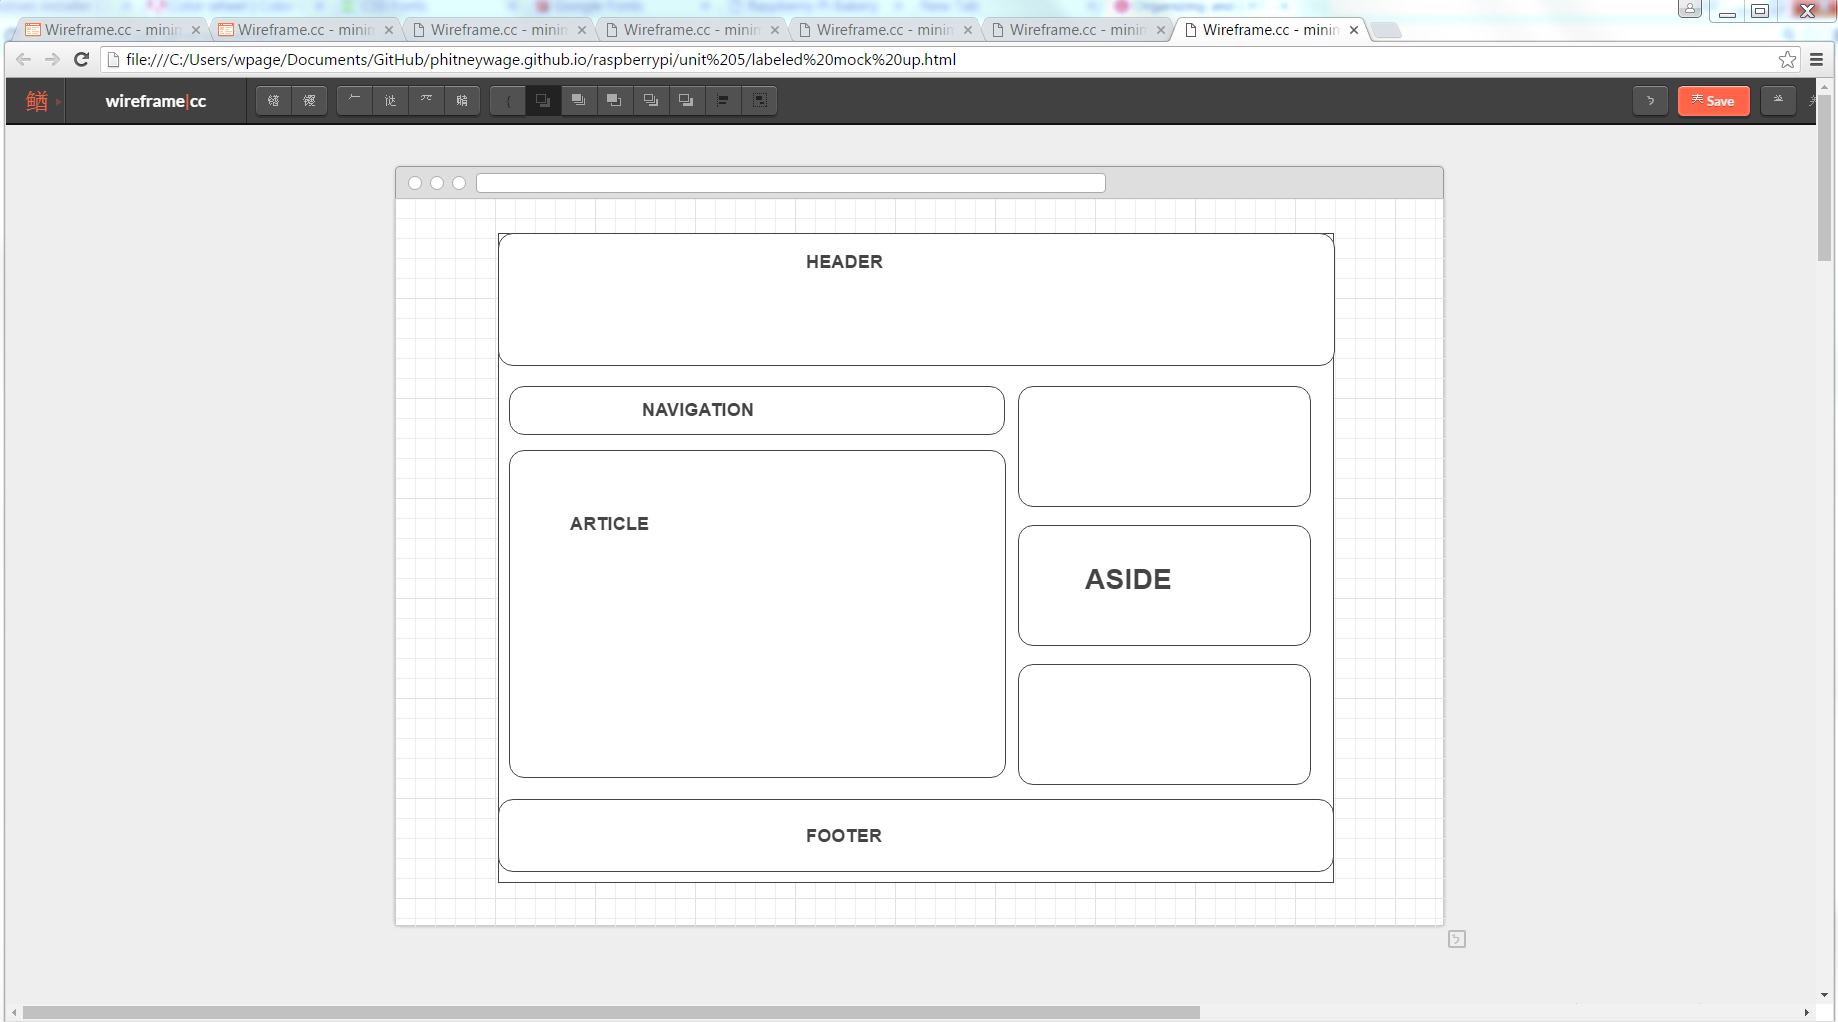 Wireframe.cc - minin
Wireframe.cc - minin
Wireframe.cc - minin
Wireframe.cc - minin
Wireframe.cc - minin
Wireframe.cc - minin
Wireframe.cc - minin
file:///C:/Users/wpage/Documents/GitHub/phitneywage.github.io/raspberrypi/unit%205/labeled%20mock%20up.html
wireframe|cc
Save
HEADER
NAVIGATION
ARTICLE
ASIDE
FOOTER